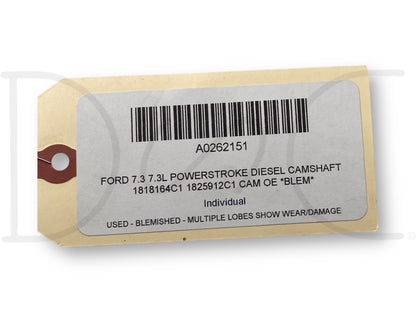 A0262151
FORD 7.3 7.3L POWERSTROKE DIESEL CAMSHAFT
1818164C1 1825912C1 CAM OE *BLEM*
Individual
USED - BLEMISHED - MULTIPLE LOBES SHOW WEAR/DAMAGE